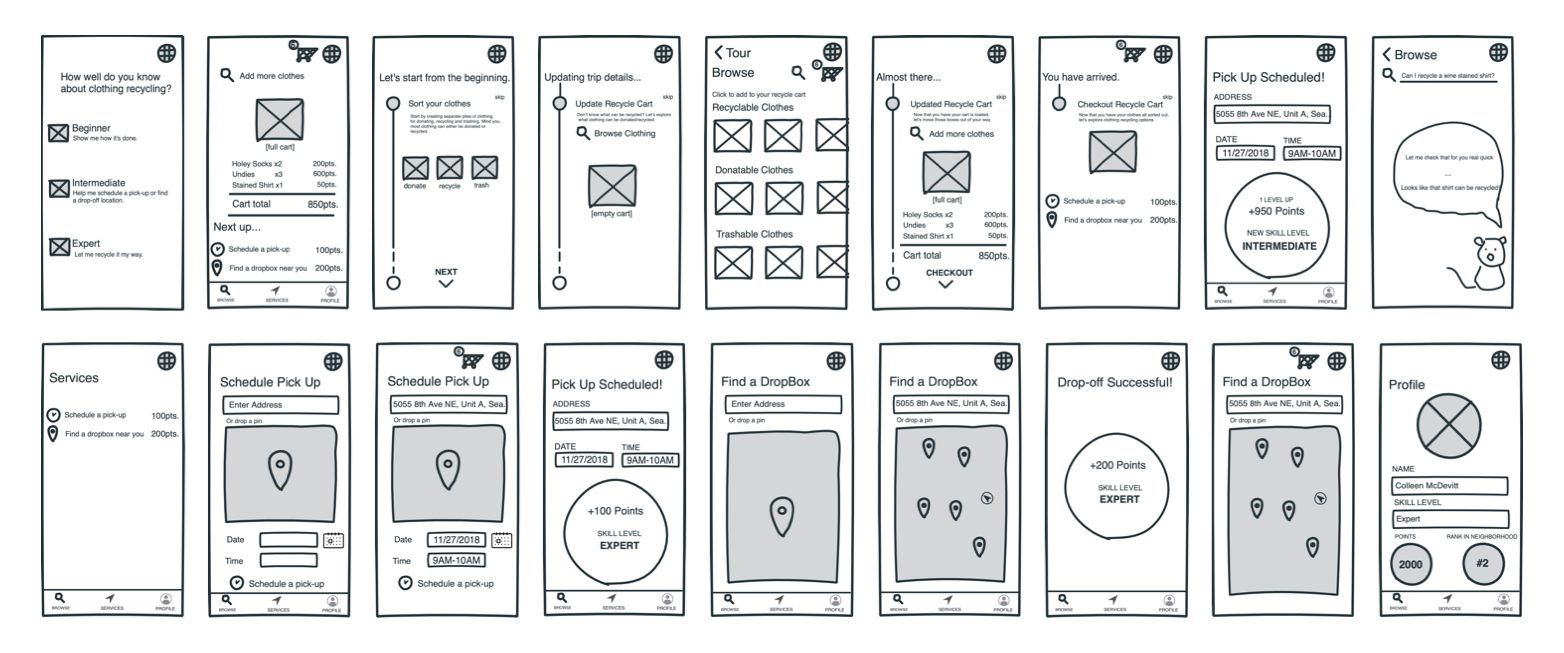 How well do you know
about clothing recycling?
Beginner
Show me how it's done.
Intermediate
Help me schedule a pick-up or find
a drop-off location.
Expert
Let me recycle it my way.
Add more clothes
[full cart]
Holey Socks x2 200pts.
Undies x3 600pts.
Stained Shirt x1 50pts.
Cart total 850pts.
Next up...
Schedule a pick-up 100pts.
Find a dropbox near you 200pts.
BROWSE SERVICES PROFILE
Let's start from the beginning.
skip
Sort your clothes
Start by creating separate piles of clothing
for donating, recycling and trashing. Mind you,
most clothing can either be donated or
recycled.
donate recycle trash
NEXT
Updating trip details...
skip
Update Recycle Cart
Don't know what can be recycled? Let's explore
what clothing can be donated/recycled.
Browse Clothing
[empty cart]
Tour
Browse
Click to add to your recycle cart
Recyclable Clothes
Donatable Clothes
Trashable Clothes
Almost there...
skip
Updated Recycle Cart
Now that you have your cart is loaded,
let's move those boxes out of your way.
Add more clothes
[full cart]
Holey Socks x2 200pts.
Undies x3 600pts.
Stained Shirt x1 50pts.
Cart total 850pts.
CHECKOUT
You have arrived.
skip
Checkout Recycle Cart
Now that you have your clothes all sorted out,
let's explore clothing recycling options.
Schedule a pick-up 100pts.
Find a dropbox near you 200pts.
Pick Up Scheduled!
ADDRESS
5055 8th Ave NE, Unit A, Sea.
DATE TIME
11/27/2018 9AM-10AM
1 LEVEL UP
+950 Points
NEW SKILL LEVEL
INTERMEDIATE
BROWSE SERVICES PROFILE
Browse
Can I recycle a wine stained shirt?
Let me check that for you real quick
....
Looks like that shirt can be recycled!
Services
Schedule a pick-up 100pts.
Find a dropbox near you 200pts.
BROWSE SERVICES PROFILE
Schedule Pick Up
Enter Address
Or drop a pin
Date
Time
Schedule a pick-up
BROWSE SERVICES PROFILE
Schedule Pick Up
5055 8th Ave NE, Unit A, Sea.
Or drop a pin
Date 11/27/2018
Time 9AM-10AM
Schedule a pick-up
BROWSE SERVICES PROFILE
Pick Up Scheduled!
ADDRESS
5055 8th Ave NE, Unit A, Sea.
DATE TIME
11/27/2018 9AM-10AM
+100 Points
SKILL LEVEL
EXPERT
BROWSE SERVICES PROFILE
Find a DropBox
Enter Address
Or drop a pin
BROWSE SERVICES PROFILE
Find a DropBox
5055 8th Ave NE, Unit A, Sea.
Or drop a pin
BROWSE SERVICES PROFILE
Drop-off Successful!
+200 Points
SKILL LEVEL
EXPERT
BROWSE SERVICES PROFILE
Find a DropBox
5055 8th Ave NE, Unit A, Sea.
Or drop a pin
BROWSE SERVICES PROFILE
Profile
NAME
Colleen McDevitt
SKILL LEVEL
Expert
POINTS RANK IN NEIGHBORHOOD
2000 #2
BROWSE SERVICES PROFILE